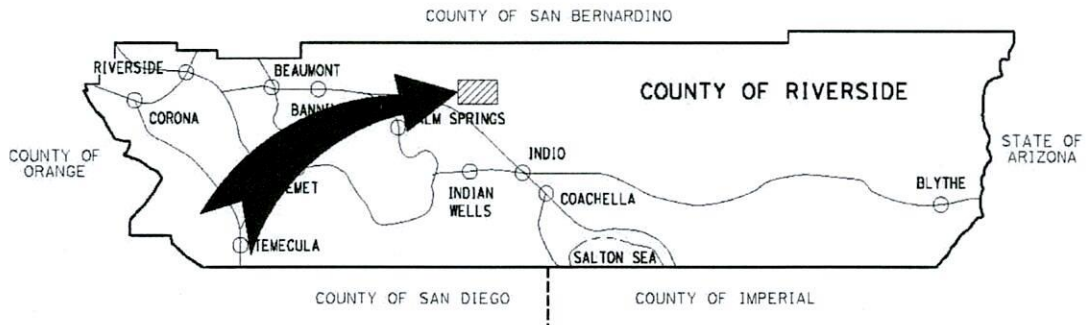 COUNTY OF SAN BERNARDINO
RIVERSIDE
BEAUMONT
COUNTY OF RIVERSIDE
CORONA
STATE OF
ARIZONA
COUNTY OF
ORANGE
INDIO
SPRINGS
BLYTHE
INDIAN
WELLS
COACHELLA
TEMECULA
SALTON SEA
COUNTY OF SAN DIEGO
COUNTY OF IMPERIAL